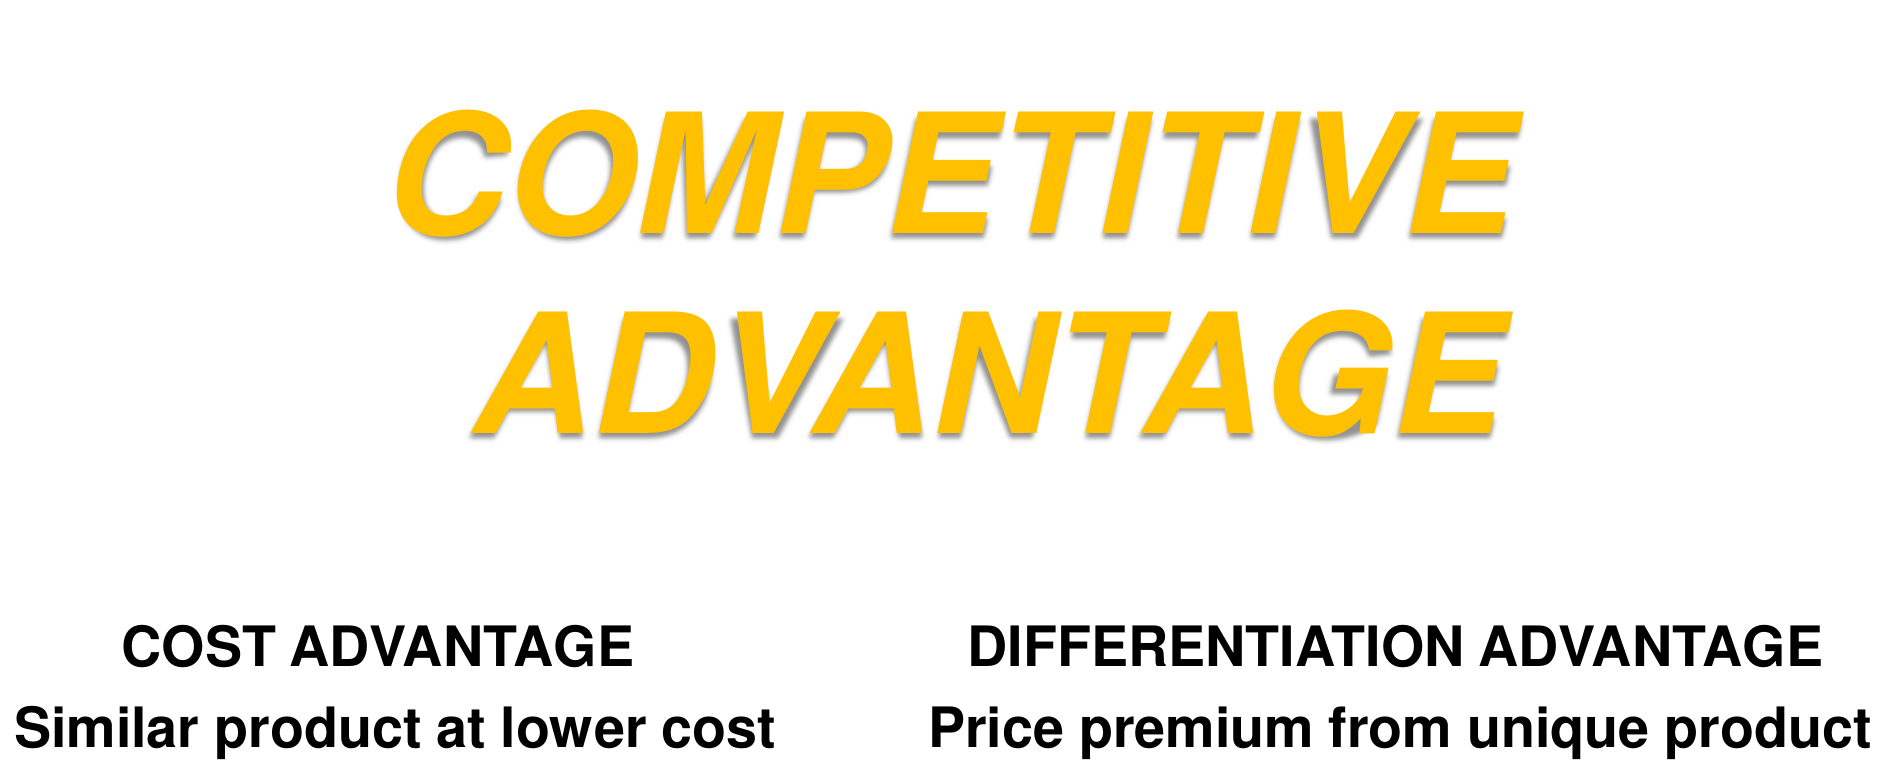 COMPETITIVE
ADVANTAGE
COST ADVANTAGE
Similar product at lower cost
DIFFERENTIATION ADVANTAGE
Price premium from unique product